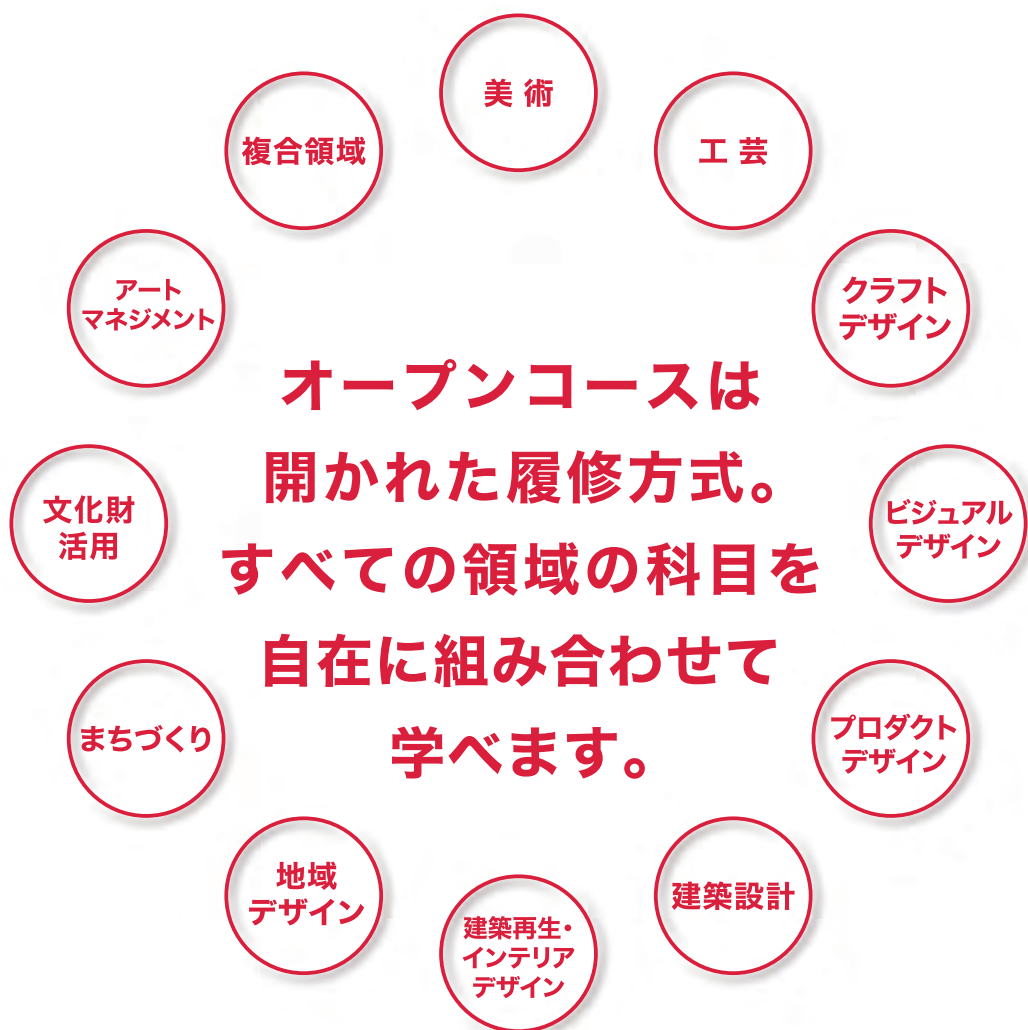 美術
工芸
クラフト
デザイン
ビジュアル
デザイン
プロダクト
デザイン
建築設計
建築再生・
インテリア
デザイン
地域
デザイン
まちづくり
文化財
活用
アート
マネジメント
複合領域
オープンコースは
開かれた履修方式。
すべての領域の科目を
自在に組み合わせて
学べます。